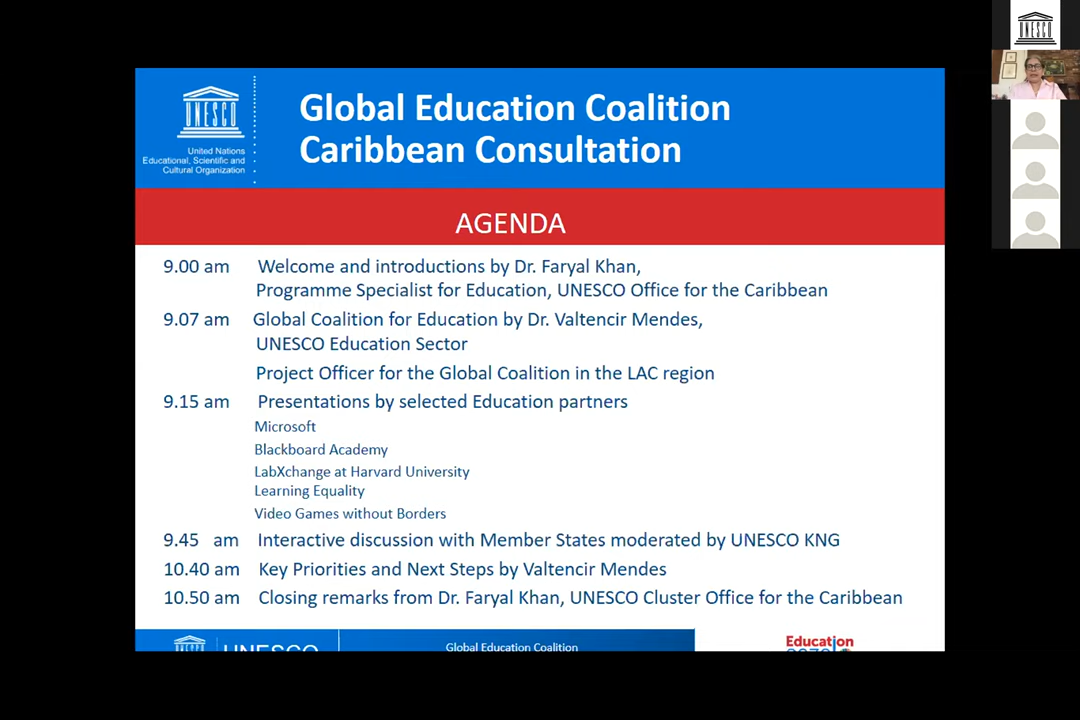 UNESCO
United Nations
Educational, Scientific and
Cultural Organization
Global Education Coalition
Caribbean Consultation
AGENDA
9.00 am Welcome and introductions by Dr. Faryal Khan,
Programme Specialist for Education, UNESCO Office for the Caribbean
9.07 am Global Coalition for Education by Dr. Valtencir Mendes,
UNESCO Education Sector
Project Officer for the Global Coalition in the LAC region
9.15 am Presentations by selected Education partners
Microsoft
Blackboard Academy
LabXchange at Harvard University
Learning Equality
Video Games without Borders
9.45 am Interactive discussion with Member States moderated by UNESCO KNG
10.40 am Key Priorities and Next Steps by Valtencir Mendes
10.50 am Closing remarks from Dr. Faryal Khan, UNESCO Cluster Office for the Caribbean
UNESCO
Global Education Coalition
Education
UNESCO